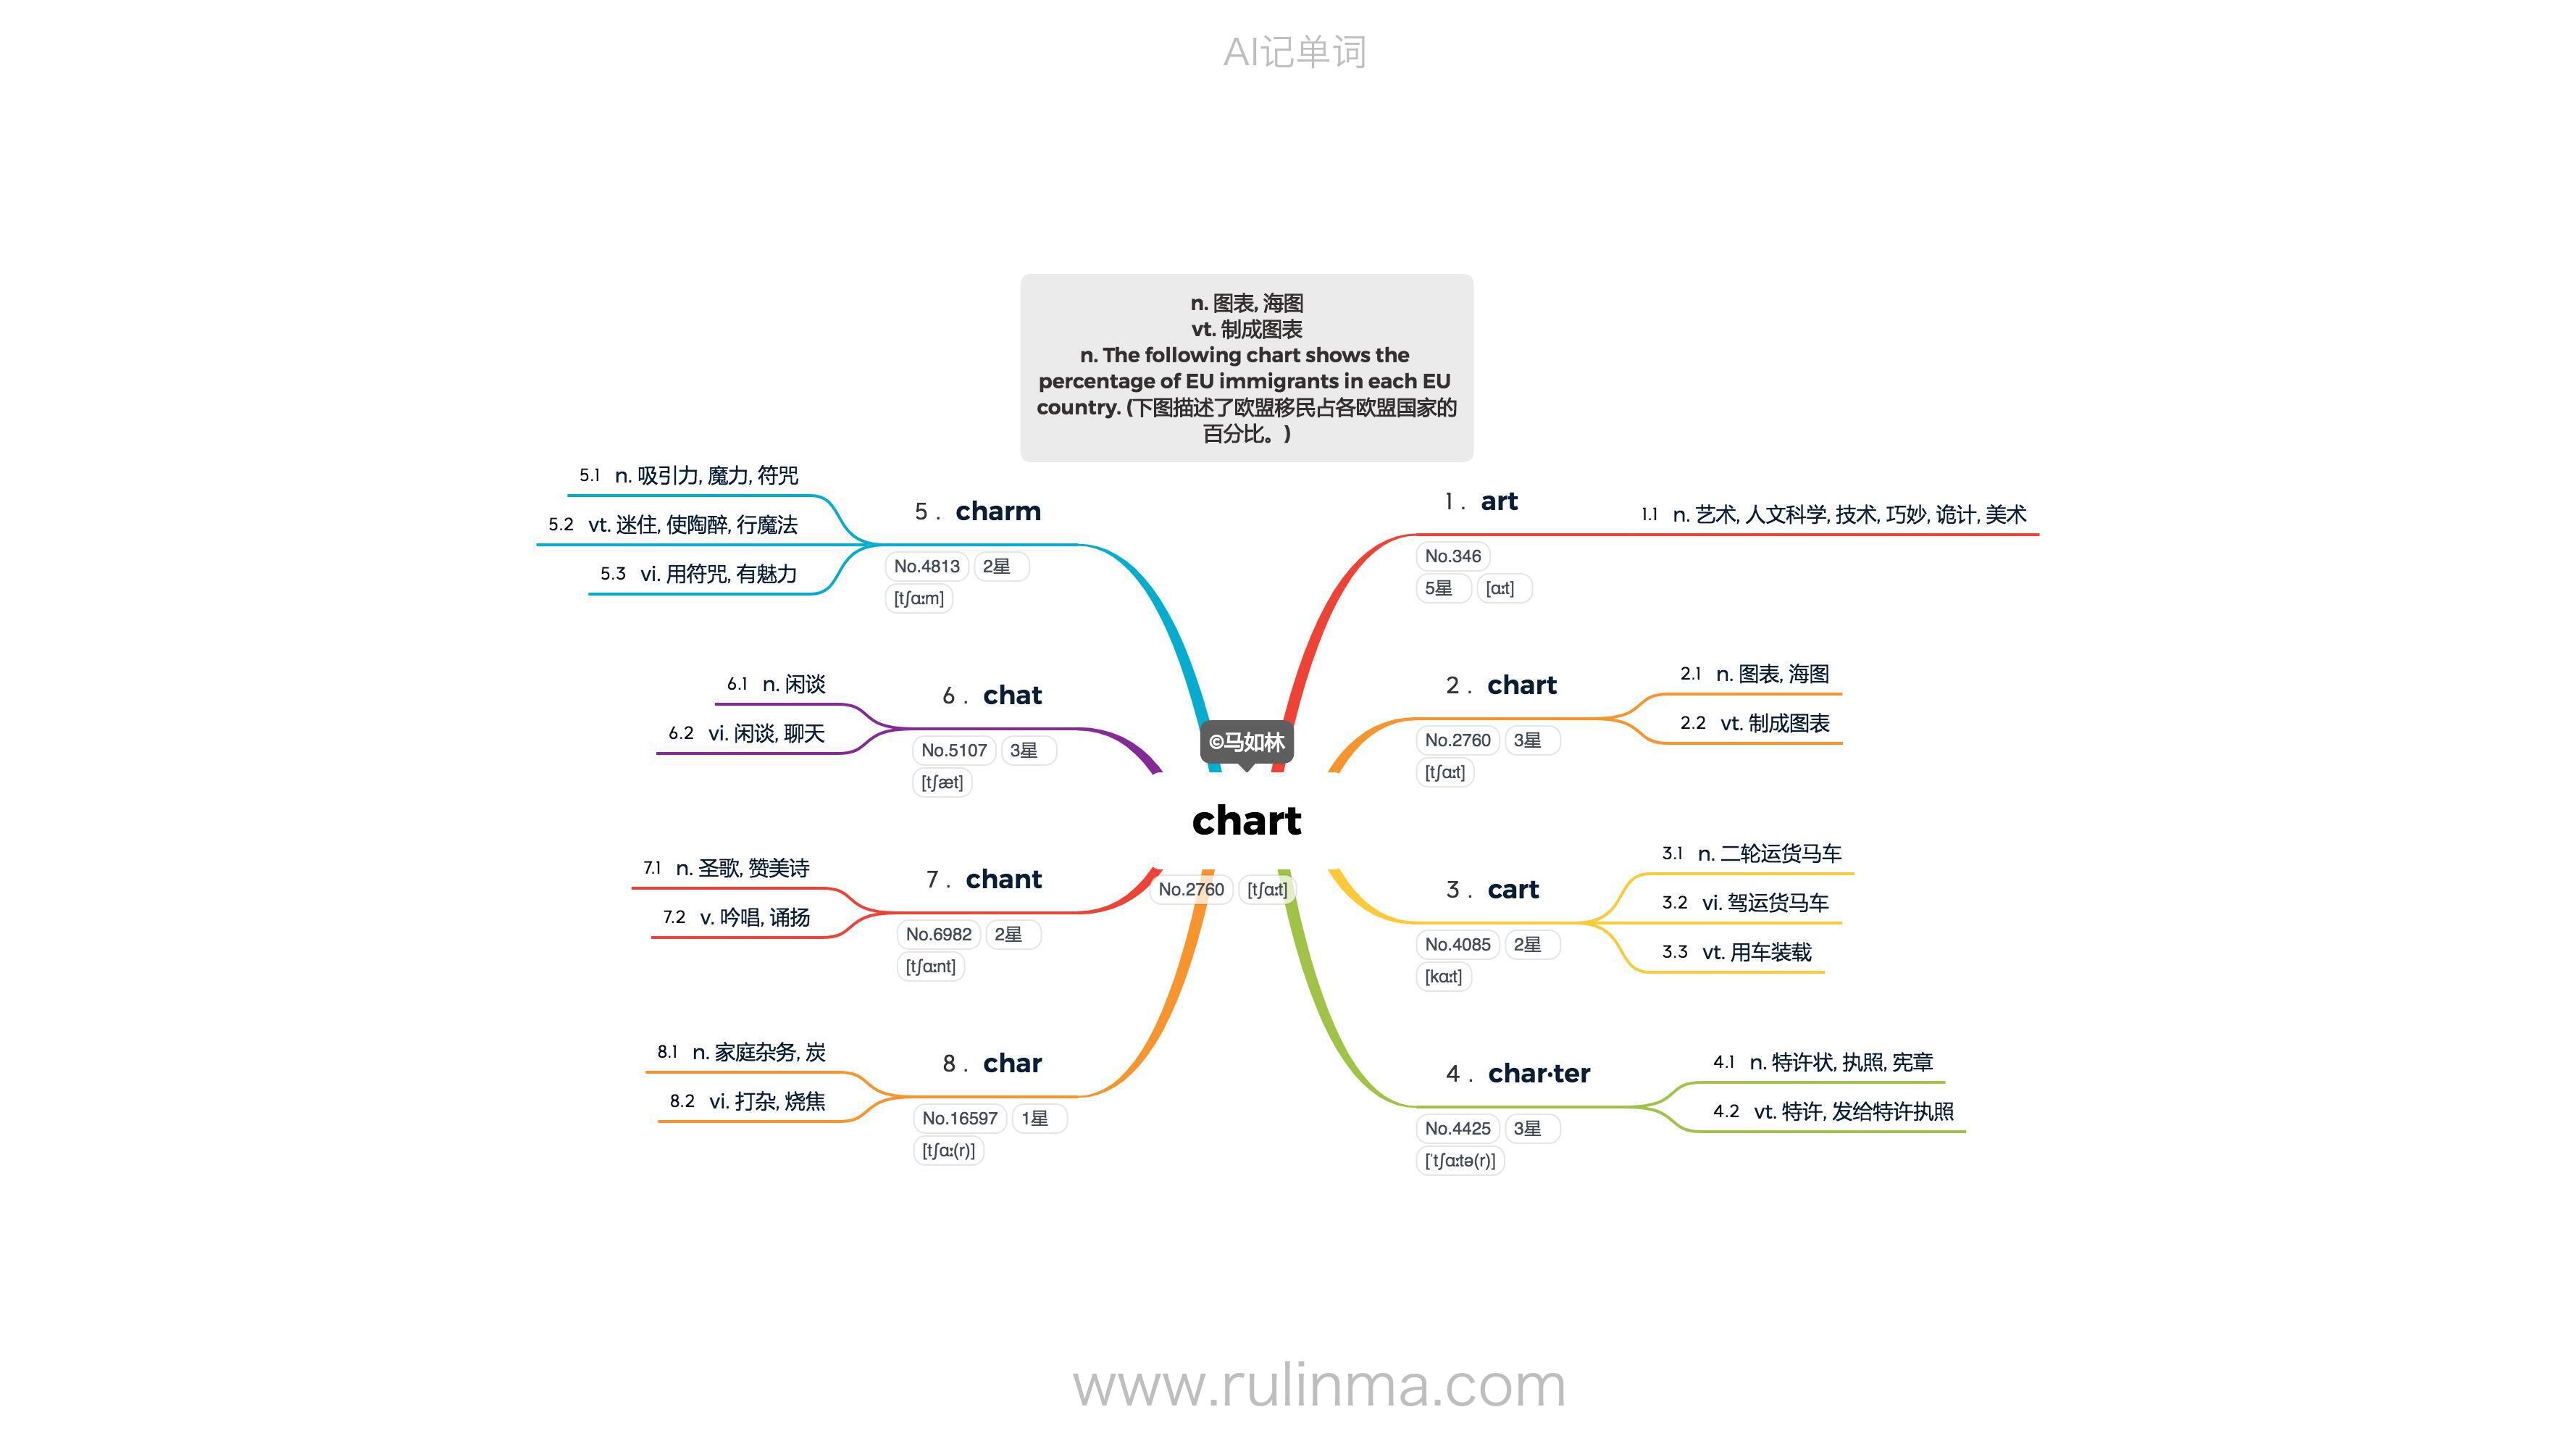 AI记单词
n. 图表, 海图
vt. 制成图表
n. The following chart shows the
percentage of EU immigrants in each EU
country. (下图描述了欧盟移民占各欧盟国家的
百分比。)
©马如林
chart
No.2760 [tʃɑːt]
1. art
No.346
5星 [ɑːt]
1.1 n. 艺术, 人文科学, 技术, 巧妙, 诡计, 美术
2. chart
No.2760 3星
[tʃɑːt]
2.1 n. 图表, 海图
2.2 vt. 制成图表
3. cart
No.4085 2星
[kɑːt]
3.1 n. 二轮运货马车
3.2 vi. 驾运货马车
3.3 vt. 用车装载
4. char·ter
No.4425 3星
[ˈtʃɑːtə(r)]
4.1 n. 特许状, 执照, 宪章
4.2 vt. 特许, 发给特许执照
5. charm
No.4813 2星
[tʃɑːm]
5.1 n. 吸引力, 魔力, 符咒
5.2 vt. 迷住, 使陶醉, 行魔法
5.3 vi. 用符咒, 有魅力
6. chat
No.5107 3星
[tʃæt]
6.1 n. 闲谈
6.2 vi. 闲谈, 聊天
7. chant
No.6982 2星
[tʃɑːnt]
7.1 n. 圣歌, 赞美诗
7.2 v. 吟唱, 诵扬
8. char
No.16597 1星
[tʃɑː(r)]
8.1 n. 家庭杂务, 炭
8.2 vi. 打杂, 烧焦
www.rulinma.com